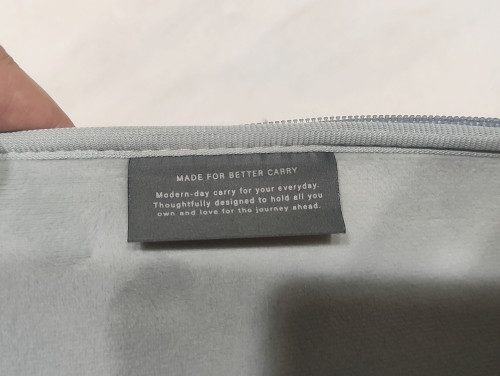 MADE FOR BETTER CARRY
Modern-day carry for your everyday.
Thoughtfully designed to hold all you
own and love for the journey ahead.